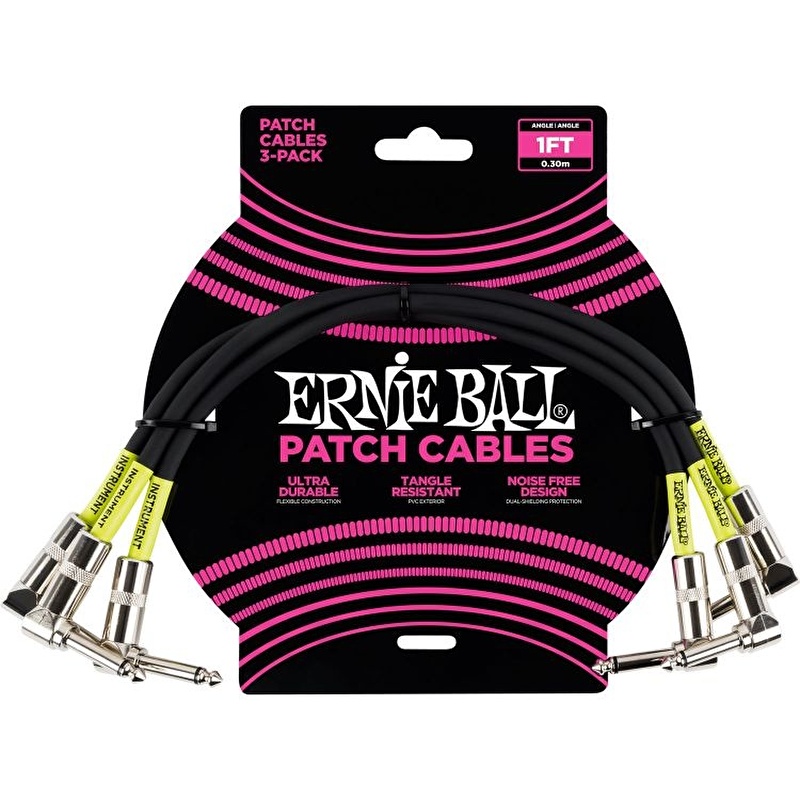 PATCH
CABLES
3-PACK
ANGLE | ANGLE
1FT
0.30m
ERNIE BALL®
PATCH CABLES
ULTRA
DURABLE
FLEXIBLE CONSTRUCTION
TANGLE
RESISTANT
PVC EXTERIOR
NOISE FREE
DESIGN
DUAL-SHIELDING PROTECTION
INSTRUMENT
INSTRUMENT
INSTRUMENT
ERNIE BALL®
ERNIE BALL®
ERNIE BALL®